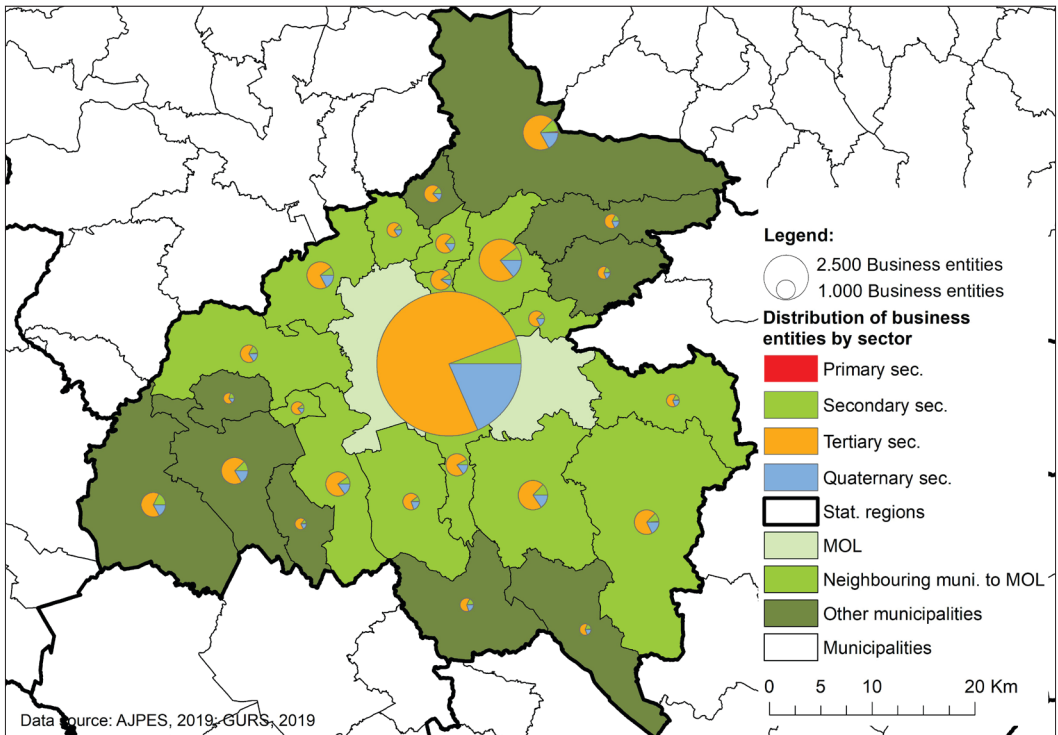 Legend:
2.500 Business entities
1.000 Business entities
Distribution of business
entities by sector
Primary sec.
Secondary sec.
Tertiary sec.
Quaternary sec.
Stat. regions
MOL
Neighbouring muni. to MOL
Other municipalities
Municipalities
0 5 10 20 Km
Data source: AJPES, 2019; GURS, 2019